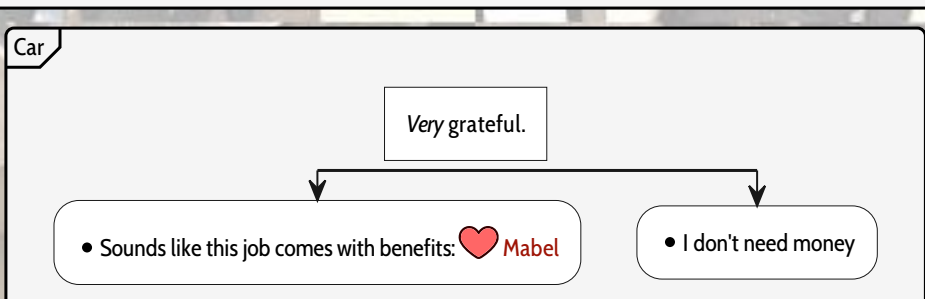 Car
Very grateful.
• Sounds like this job comes with benefits: Mabel
• I don't need money